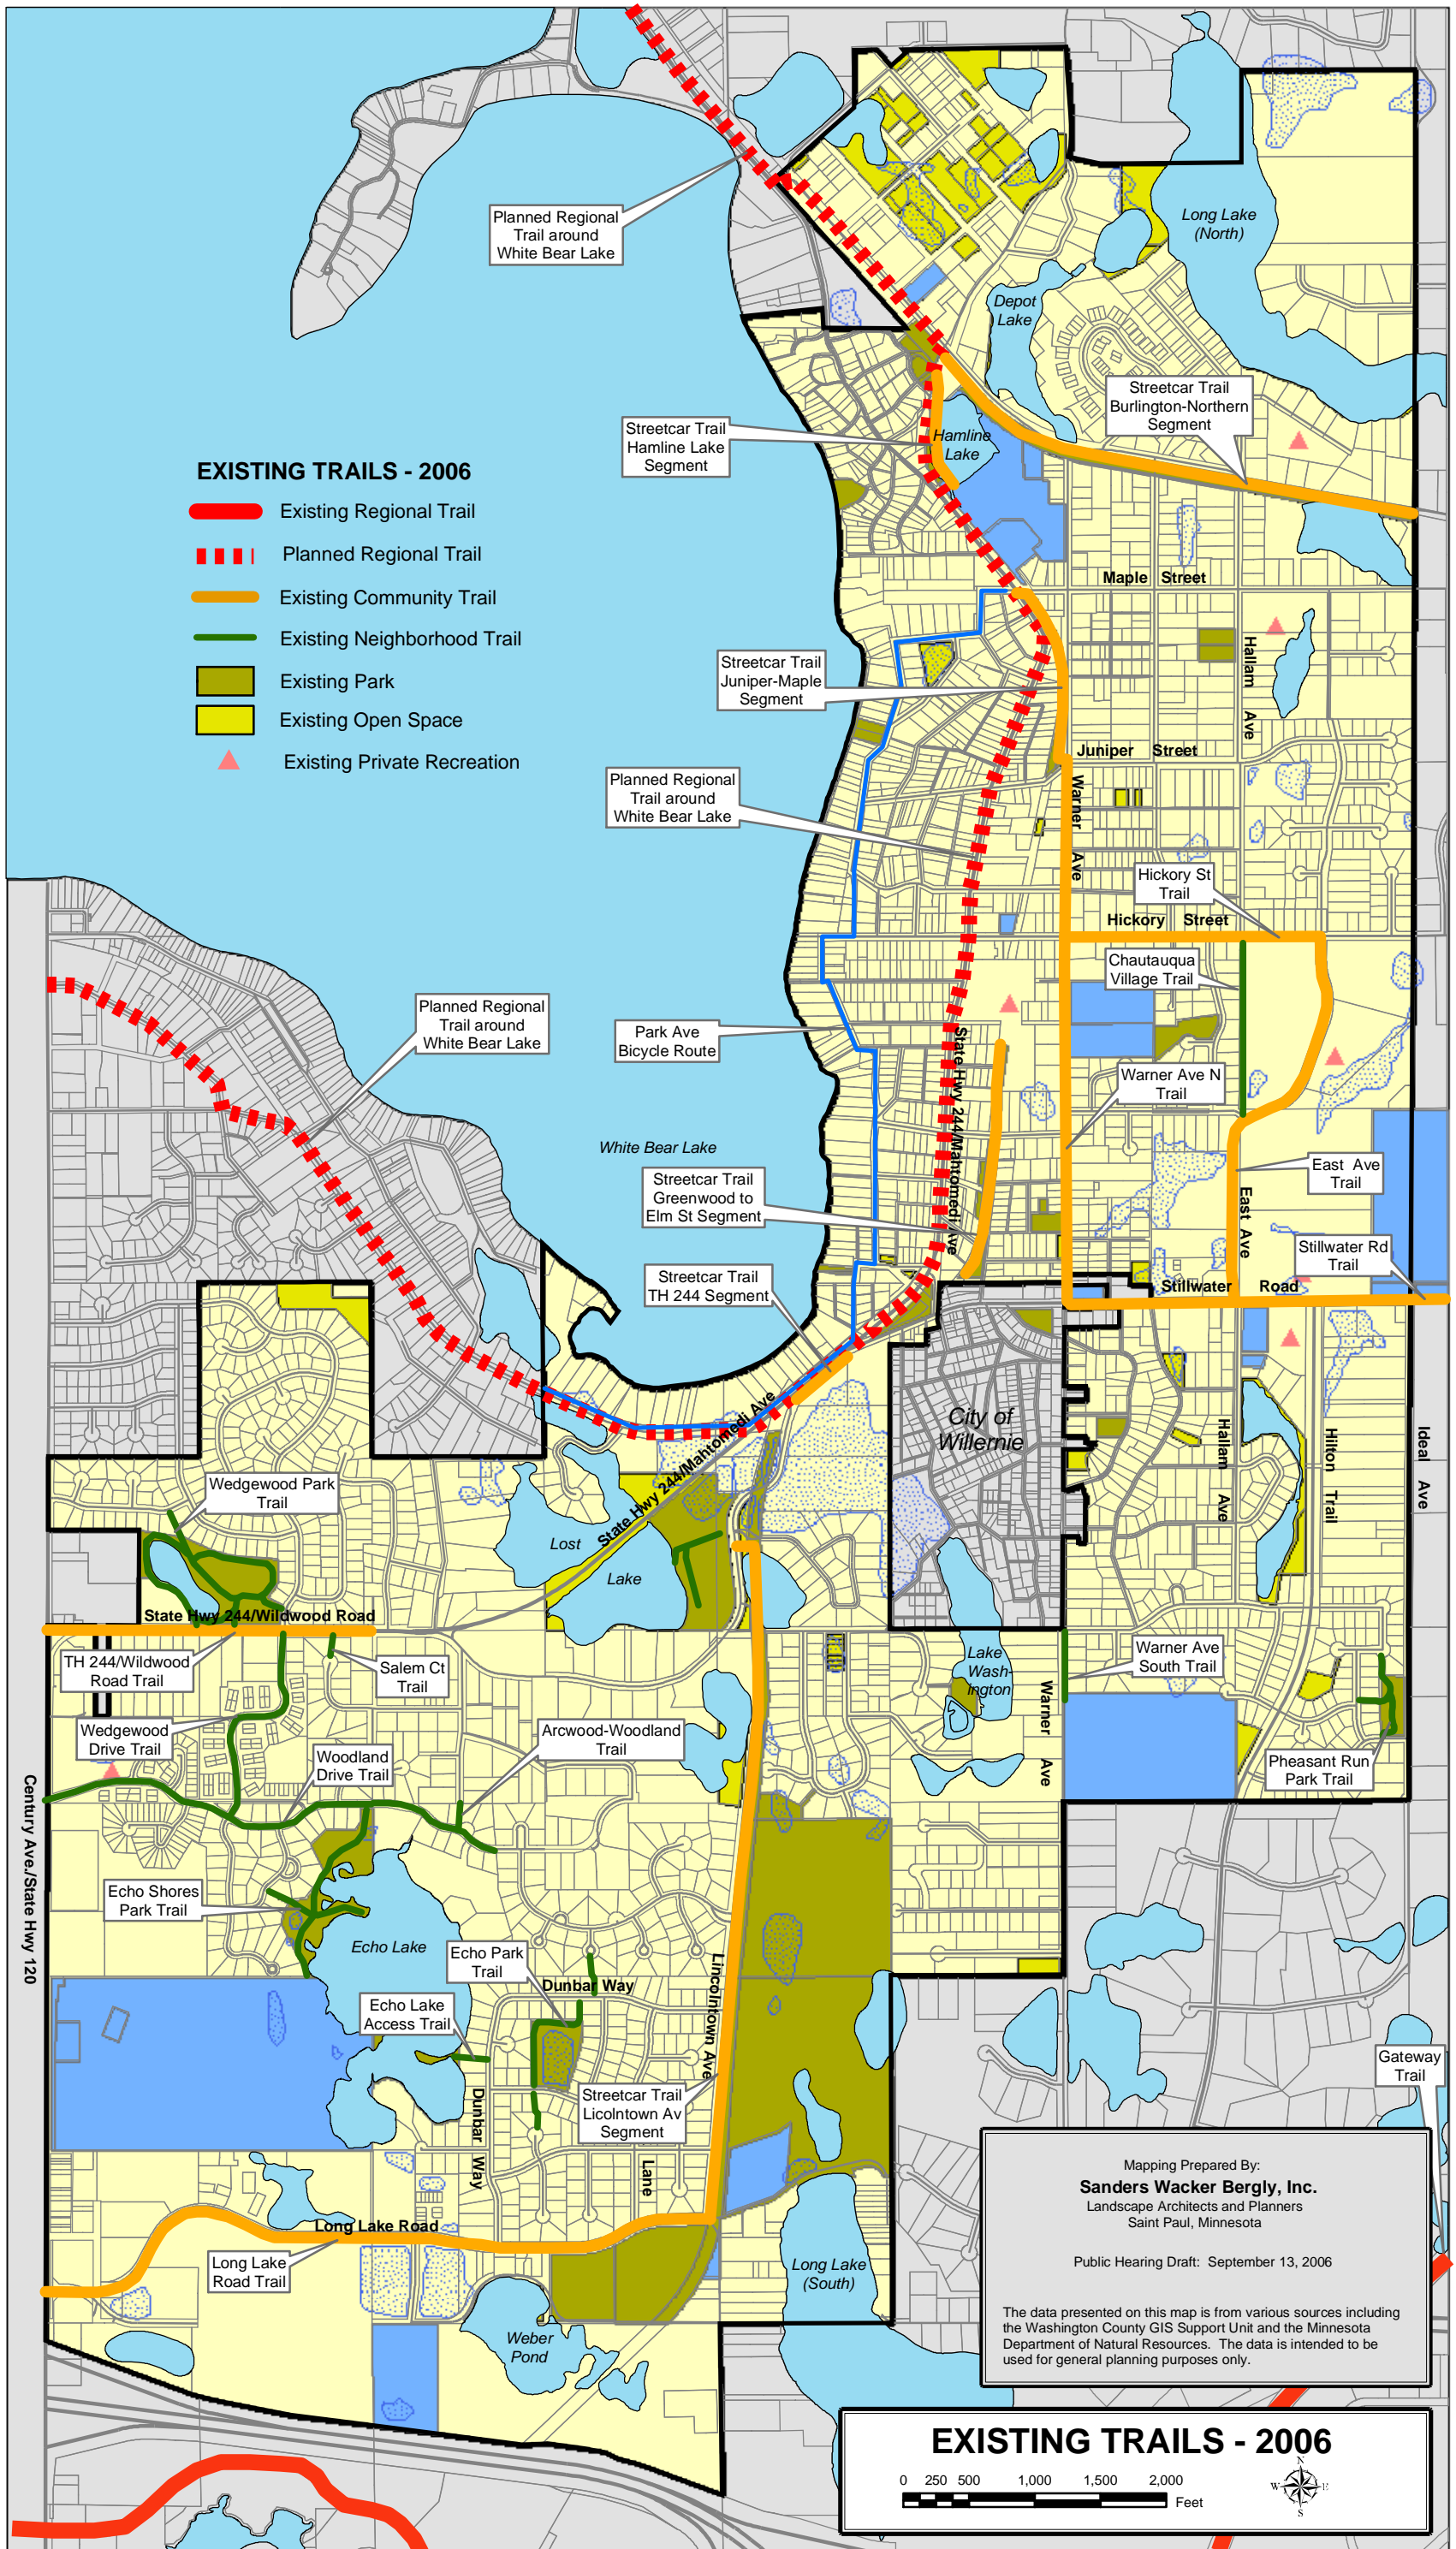 Planned Regional
Trail around
White Bear Lake
Long Lake
(North)
Depot
Lake
Streetcar Trail
Burlington-Northern
Segment
Streetcar Trail
Hamline Lake
Segment
Hamline
Lake
EXISTING TRAILS - 2006
Existing Regional Trail
Planned Regional Trail
Existing Community Trail
Existing Neighborhood Trail
Existing Park
Existing Open Space
Existing Private Recreation
Maple Street
Hallam Ave
Streetcar Trail
Juniper-Maple
Segment
Juniper Street
Planned Regional
Trail around
White Bear Lake
Warner Ave
Hickory St
Trail
Hickory Street
Chautauqua
Village Trail
Planned Regional
Trail around
White Bear Lake
Park Ave
Bicycle Route
State Hwy 244/Mahtomedi Ave
Warner Ave N
Trail
White Bear Lake
Streetcar Trail
Greenwood to
Elm St Segment
East Ave
Trail
East Ave
Stillwater Rd
Trail
Streetcar Trail
TH 244 Segment
Stillwater Road
City of
Willernie
State Hwy 244/Mahtomedi Ave
Hallam Ave
Hilton Trail
Ideal Ave
Wedgewood Park
Trail
Lost
Lake
State Hwy 244/Wildwood Road
TH 244/Wildwood
Road Trail
Salem Ct
Trail
Lake
Wash-
ington
Warner Ave
Warner Ave
South Trail
Wedgewood
Drive Trail
Woodland
Drive Trail
Arcwood-Woodland
Trail
Pheasant Run
Park Trail
Century Ave./State Hwy 120
Echo Shores
Park Trail
Echo Lake
Echo Park
Trail
Dunbar Way
Lincolntown Ave
Echo Lake
Access Trail
Dunbar Way
Streetcar Trail
Licolntown Av
Segment
Lane
Gateway
Trail
Long Lake Road
Long Lake
Road Trail
Long Lake
(South)
Weber
Pond
Mapping Prepared By:
Sanders Wacker Bergly, Inc.
Landscape Architects and Planners
Saint Paul, Minnesota
Public Hearing Draft: September 13, 2006
The data presented on this map is from various sources including
the Washington County GIS Support Unit and the Minnesota
Department of Natural Resources. The data is intended to be
used for general planning purposes only.
EXISTING TRAILS - 2006
0 250 500 1,000 1,500 2,000
Feet
N
W E
S